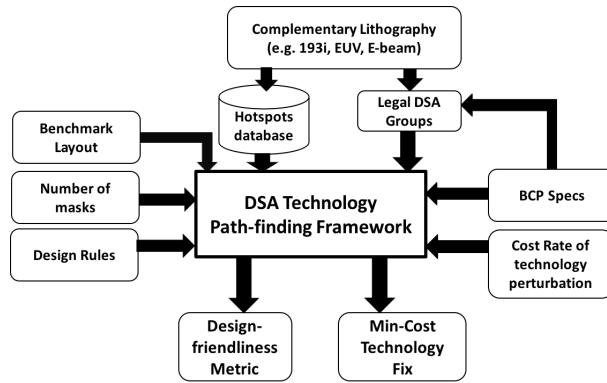 Complementary Lithography
(e.g. 193i, EUV, E-beam)
Hotspots
database
Legal DSA
Groups
Benchmark
Layout
Number of
masks
Design Rules
DSA Technology
Path-finding Framework
BCP Specs
Cost Rate of
technology
perturbation
Design-
friendliness
Metric
Min-Cost
Technology
Fix